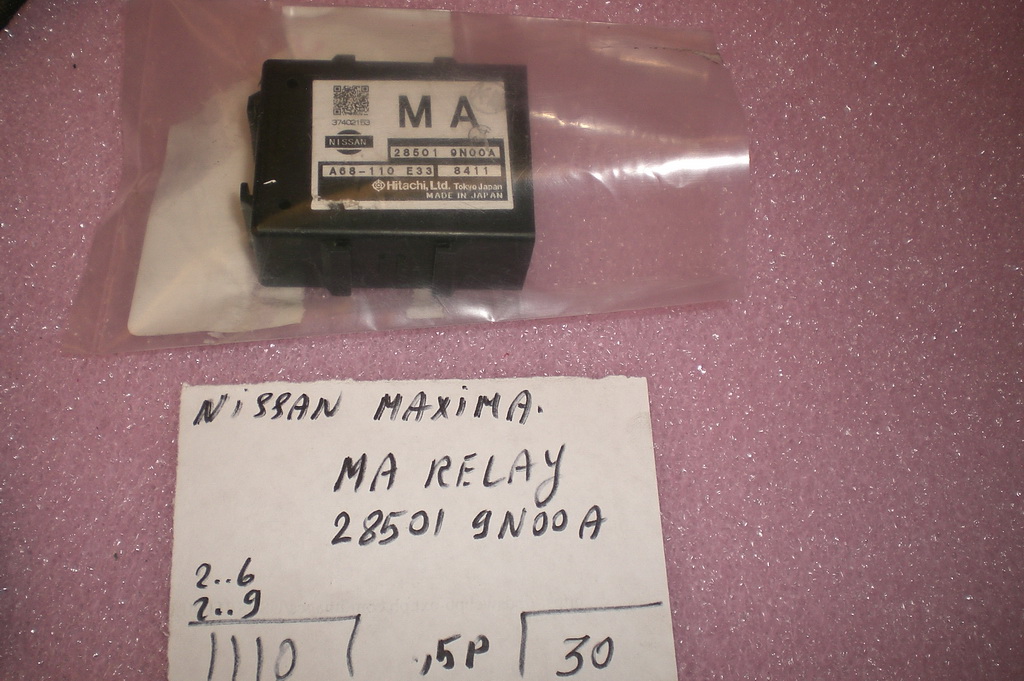 MA
37402153
NISSAN
28501 9N00A
A68-110 E33 8411
Hitachi, Ltd. Tokyo Japan
MADE IN JAPAN
NISSAN MAXIMA.
MA RELAY
28501 9N00A
2..6
2..9
1110 ,5P 30